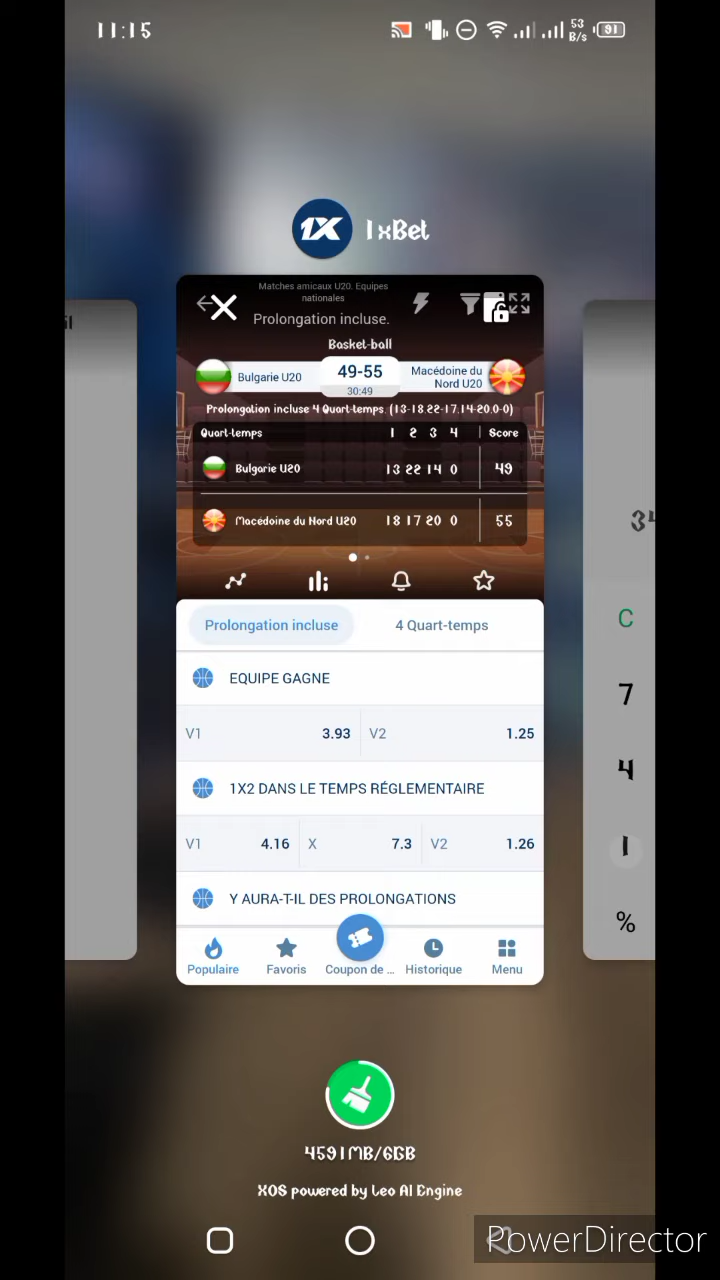 11:15
53
B/s
91
1X 1xBet
Matches amicaux U20. Equipes
nationales
Prolongation incluse.
Basket-ball
Bulgarie U20
49-55
30:49
Macédoine du
Nord U20
Prolongation incluse 4 Quart-temps. (13-18.22-17.14-20.0-0)
Quart-temps 1 2 3 4 Score
Bulgarie U20 13 22 14 0 49
Macédoine du Nord U20 18 17 20 0 55
Prolongation incluse 4 Quart-temps
EQUIPE GAGNE
V1 3.93 V2 1.25
1X2 DANS LE TEMPS RÉGLEMENTAIRE
V1 4.16 X 7.3 V2 1.26
Y AURA-T-IL DES PROLONGATIONS
Populaire Favoris Coupon de ... Historique Menu
C
7
4
1
%
4591MB/6GB
XOS powered by Leo AI Engine
PowerDirector